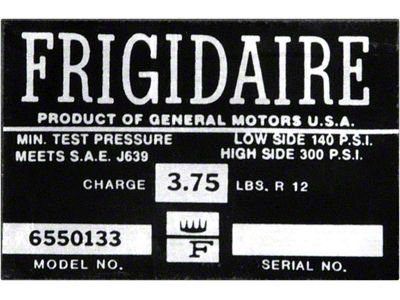 FRIGIDAIRE
PRODUCT OF GENERAL MOTORS U.S.A.
MIN. TEST PRESSURE LOW SIDE 140 P.S.I.
MEETS S.A.E. J639 HIGH SIDE 300 P.S.I.
CHARGE 3.75 LBS. R 12
6550133
F
MODEL NO. SERIAL NO.